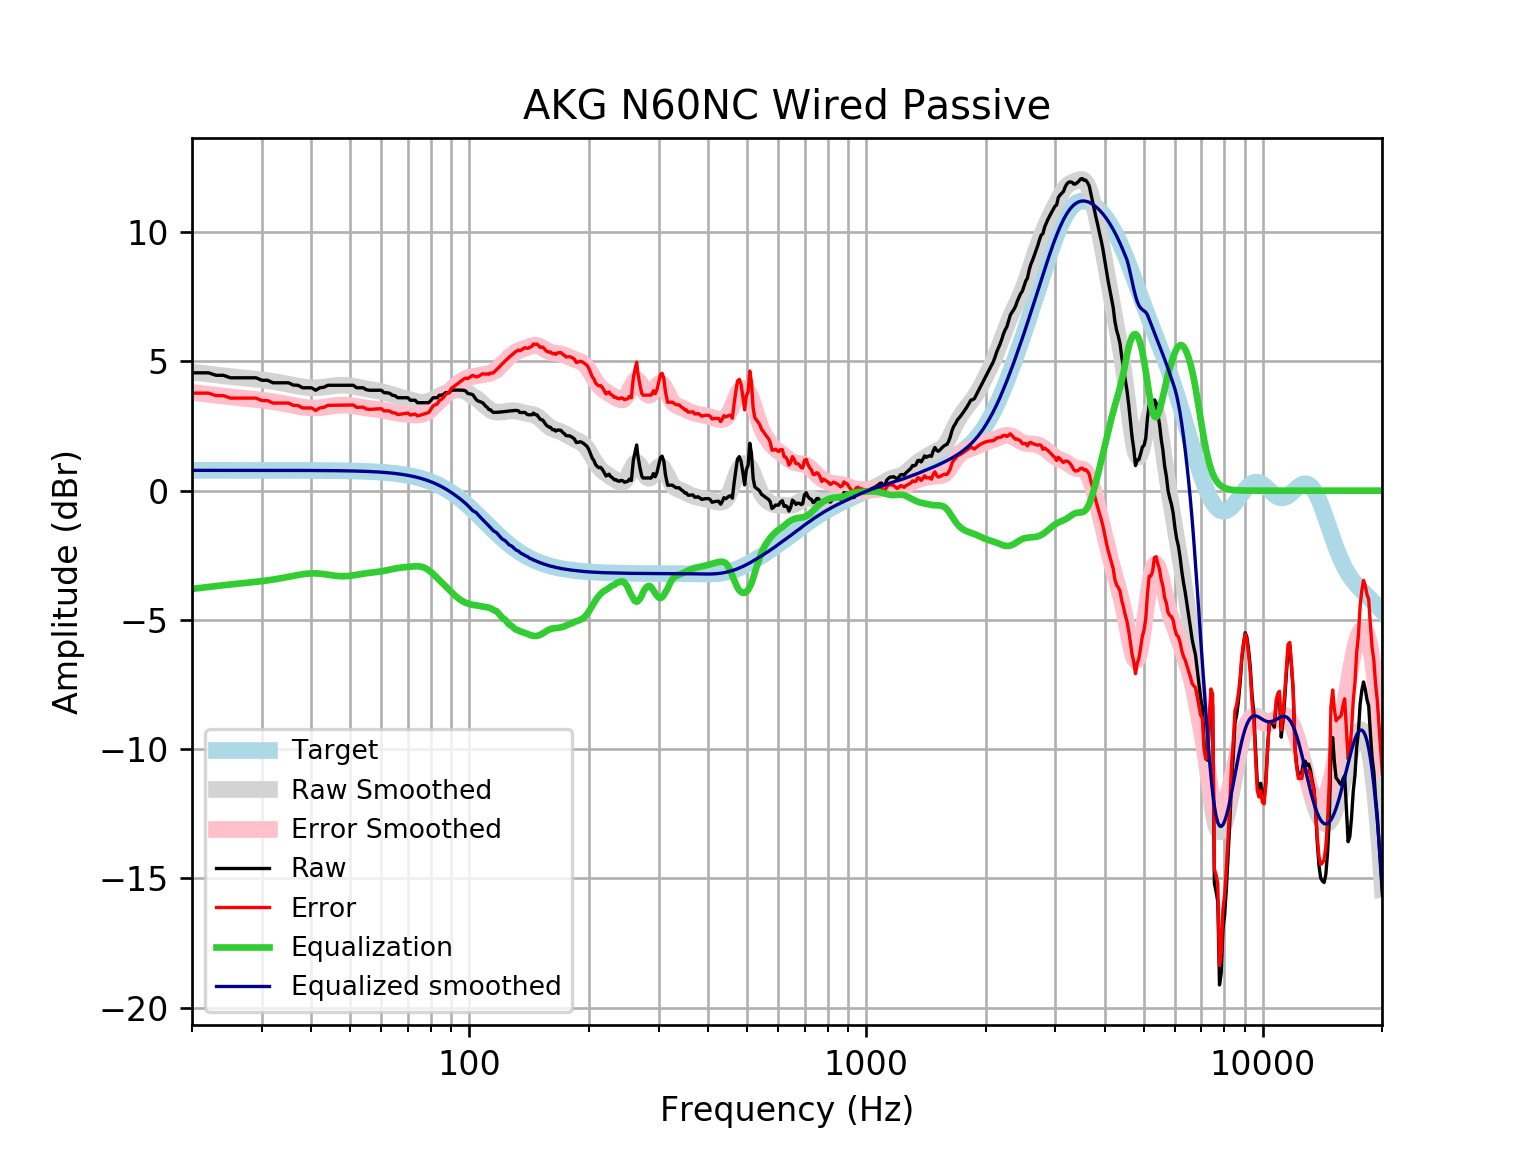 AKG N60NC Wired Passive
Amplitude (dBr)
10
5
0
−5
−10
−15
−20
Target
Raw Smoothed
Error Smoothed
Raw
Error
Equalization
Equalized smoothed
100 1000 10000
Frequency (Hz)